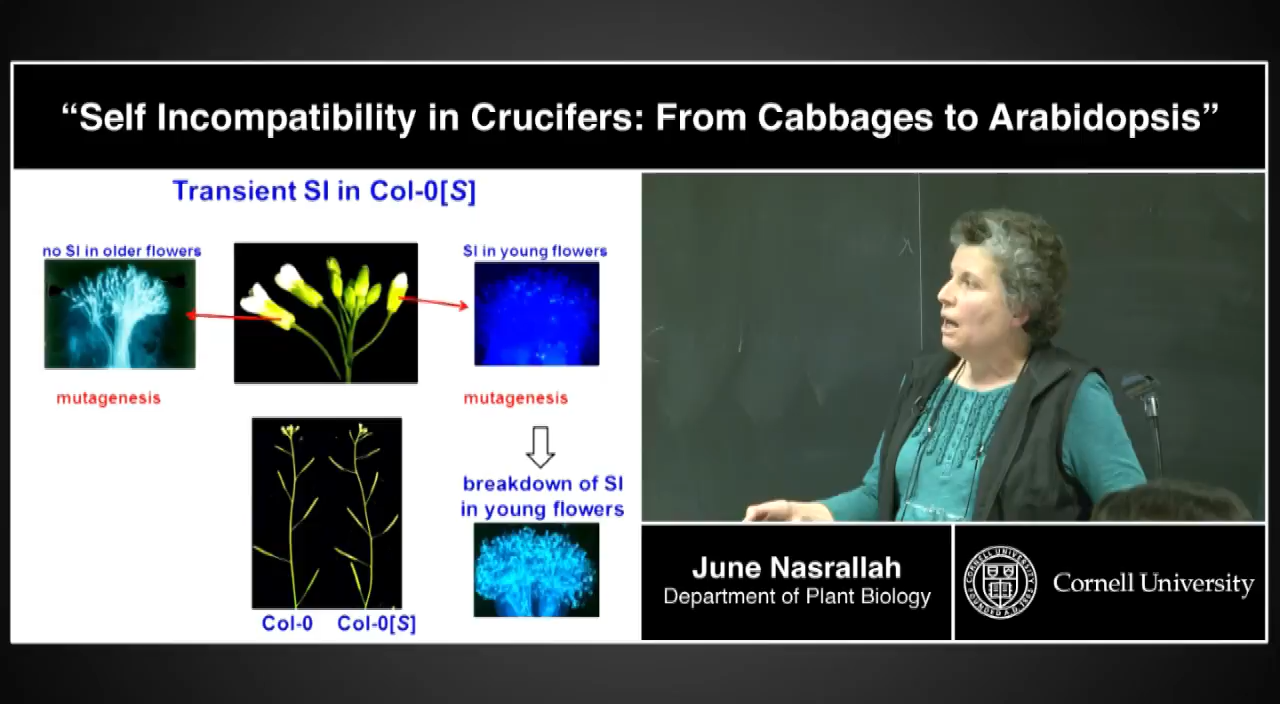 “Self Incompatibility in Crucifers: From Cabbages to Arabidopsis”
Transient SI in Col-0[S]
no SI in older flowers
SI in young flowers
mutagenesis
mutagenesis
breakdown of SI
in young flowers
Col-0
Col-0[S]
June Nasrallah
Department of Plant Biology
Cornell University